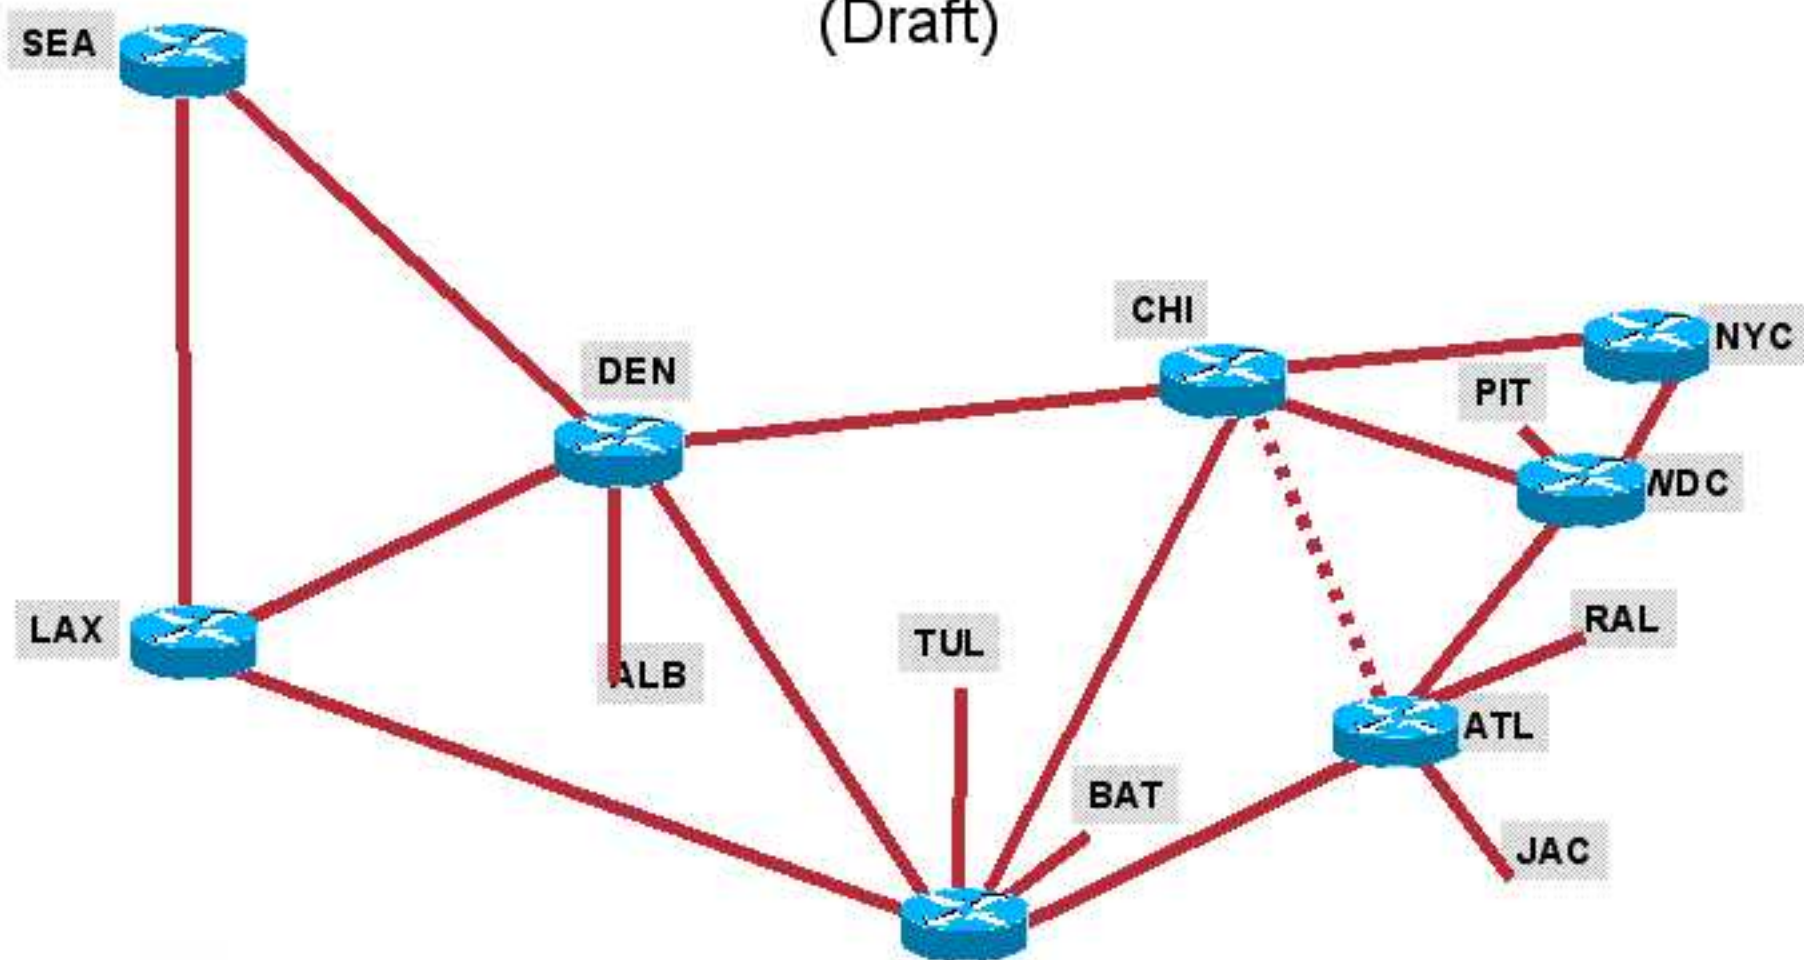 (Draft)
SEA
CHI
NYC
DEN
PIT
WDC
RAL
LAX
TUL
ALB
ATL
BAT
JAC